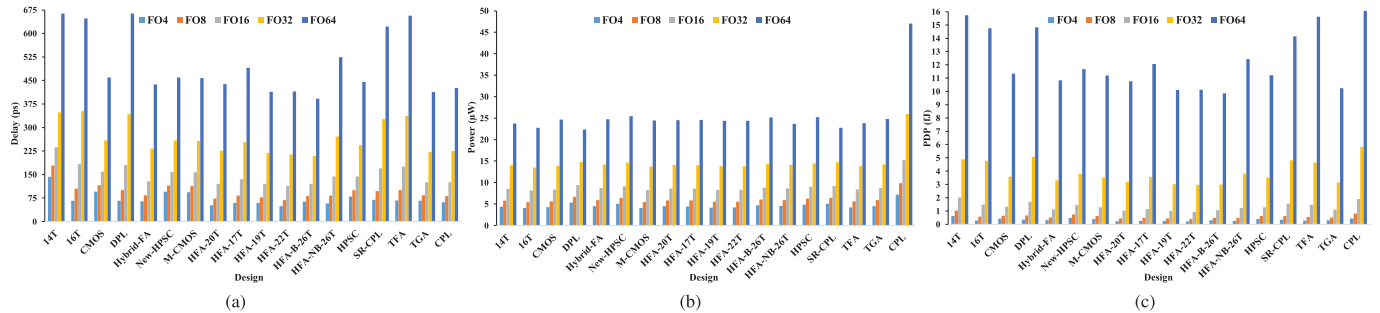 FO4 FO8 FO16 FO32 FO64
Delay (ps)
675
600
525
450
375
300
225
150
75
0
14T
16T
CMOS
DPL
Hybrid-FA
New-HPSC
M-CMOS
HFA-20T
HFA-17T
HFA-19T
HFA-22T
HFA-B-26T
HFA-NB-26T
HPSC
SR-CPL
TFA
TGA
CPL
Design
(a)
FO4 FO8 FO16 FO32 FO64
Power (µW)
50
45
40
35
30
25
20
15
10
5
0
14T
16T
CMOS
DPL
Hybrid-FA
New-HPSC
M-CMOS
HFA-20T
HFA-17T
HFA-19T
HFA-22T
HFA-B-26T
HFA-NB-26T
HPSC
SR-CPL
TFA
TGA
CPL
Design
(b)
FO4 FO8 FO16 FO32 FO64
PDP (fJ)
16
15
14
13
12
11
10
9
8
7
6
5
4
3
2
1
0
14T
16T
CMOS
DPL
Hybrid-FA
New-HPSC
M-CMOS
HFA-20T
HFA-17T
HFA-19T
HFA-22T
HFA-B-26T
HFA-NB-26T
HPSC
SR-CPL
TFA
TGA
CPL
Design
(c)